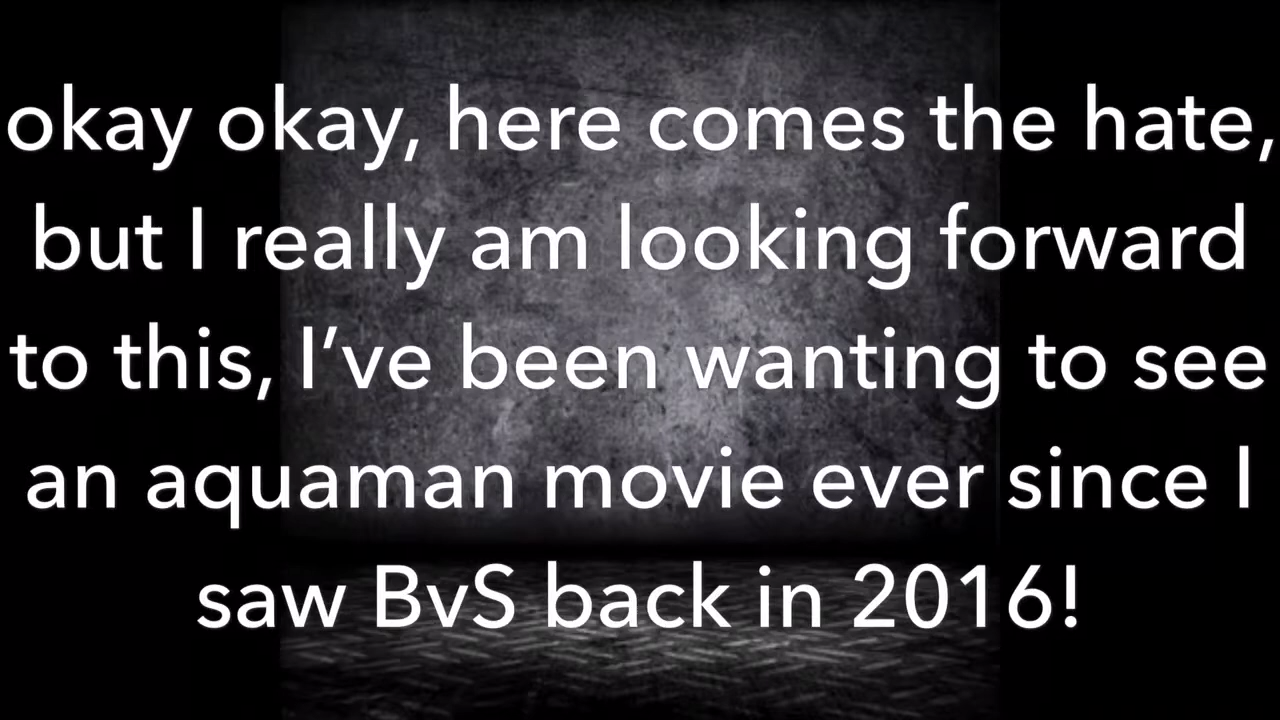 okay okay, here comes the hate,
but I really am looking forward
to this, I’ve been wanting to see
an aquaman movie ever since I
saw BvS back in 2016!